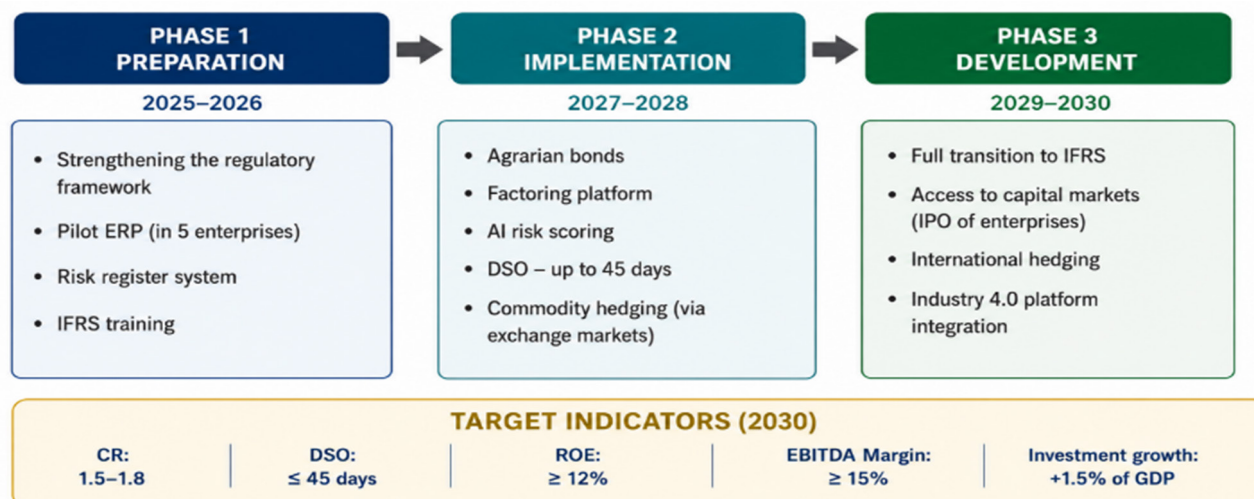 PHASE 1
PREPARATION
2025–2026
• Strengthening the regulatory
framework
• Pilot ERP (in 5 enterprises)
• Risk register system
• IFRS training
PHASE 2
IMPLEMENTATION
2027–2028
• Agrarian bonds
• Factoring platform
• AI risk scoring
• DSO – up to 45 days
• Commodity hedging (via
exchange markets)
PHASE 3
DEVELOPMENT
2029–2030
• Full transition to IFRS
• Access to capital markets
(IPO of enterprises)
• International hedging
• Industry 4.0 platform
integration
TARGET INDICATORS (2030)
CR:
1.5–1.8
DSO:
≤ 45 days
ROE:
≥ 12%
EBITDA Margin:
≥ 15%
Investment growth:
+1.5% of GDP